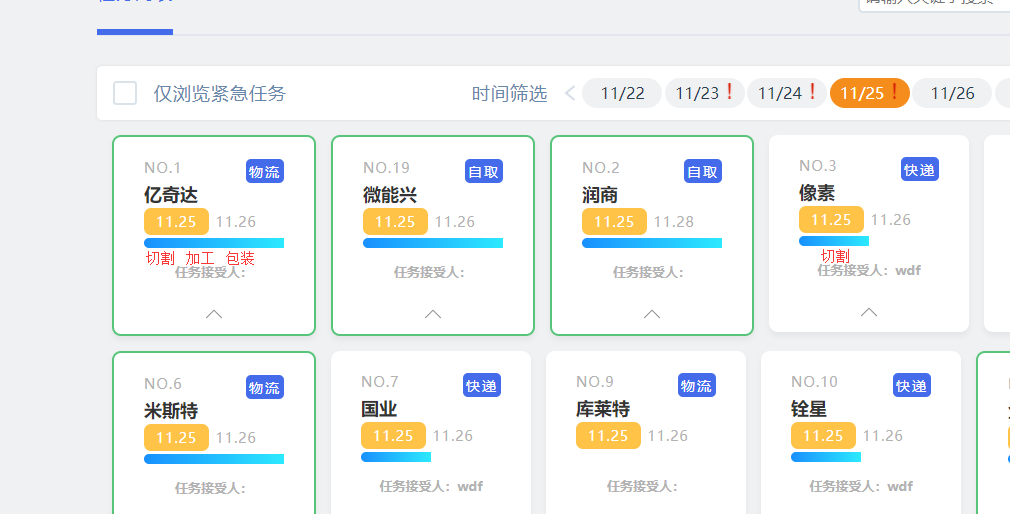 仅浏览紧急任务 时间筛选 11/22 11/23! 11/24! 11/25! 11/26
NO.1 物流
亿奇达
11.25 11.26
切割 加工 包装
任务接受人:
NO.19 自取
微能兴
11.25 11.26
任务接受人:
NO.2 自取
润商
11.25 11.28
任务接受人:
NO.3 快递
像素
11.25 11.26
切割
任务接受人: wdf
NO.6 物流
米斯特
11.25 11.26
任务接受人:
NO.7 快递
国业
11.25 11.26
任务接受人: wdf
NO.9 物流
库莱特
11.25 11.26
任务接受人:
NO.10 快递
铨星
11.25 11.26
任务接受人: wdf